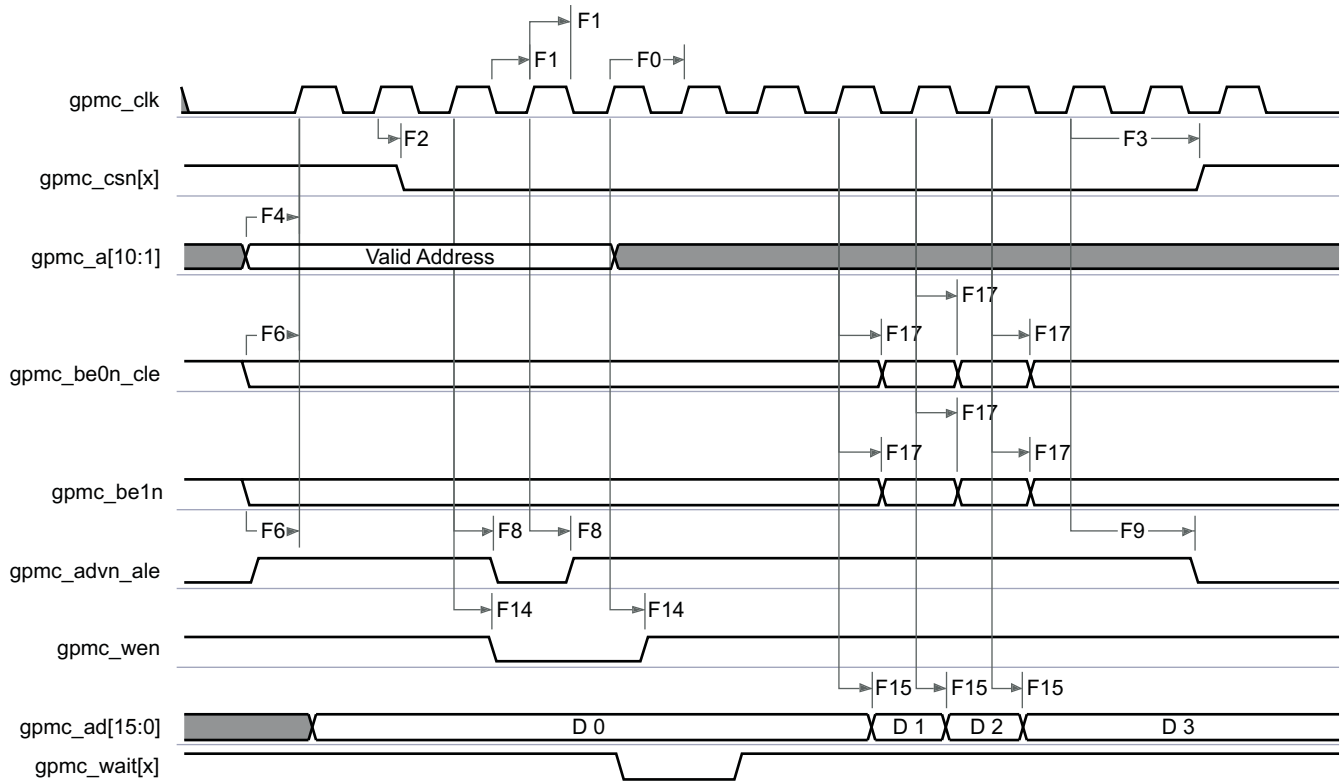 F1
F1 F0
gpmc_clk
F2 F3
gpmc_csn[x]
F4
gpmc_a[10:1] Valid Address
F17
F6 F17 F17
gpmc_be0n_cle
F17
F17 F17
gpmc_be1n
F6 F8 F8 F9
gpmc_advn_ale
F14 F14
gpmc_wen
F15 F15 F15
gpmc_ad[15:0] D 0 D 1 D 2 D 3
gpmc_wait[x]